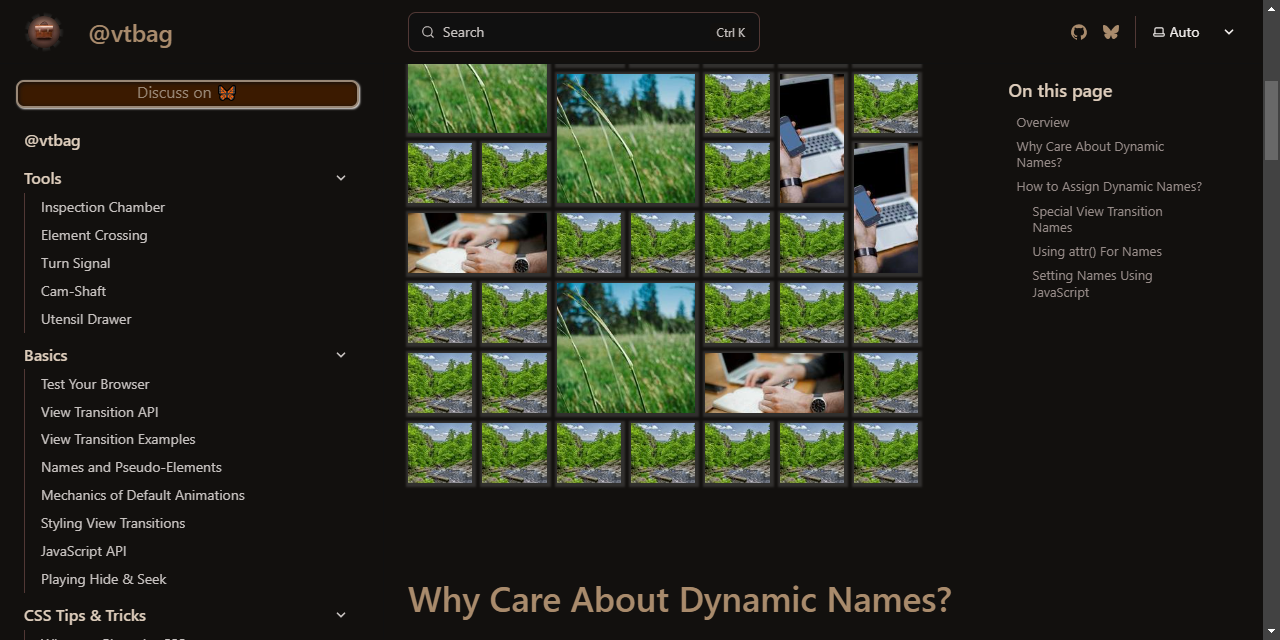 @vtbag
Search
Ctrl K
Auto
Discuss on
@vtbag
Tools
Inspection Chamber
Element Crossing
Turn Signal
Cam-Shaft
Utensil Drawer
Basics
Test Your Browser
View Transition API
View Transition Examples
Names and Pseudo-Elements
Mechanics of Default Animations
Styling View Transitions
JavaScript API
Playing Hide & Seek
CSS Tips & Tricks
Why Care About Dynamic Names?
On this page
Overview
Why Care About Dynamic
Names?
How to Assign Dynamic Names?
Special View Transition
Names
Using attr() For Names
Setting Names Using
JavaScript